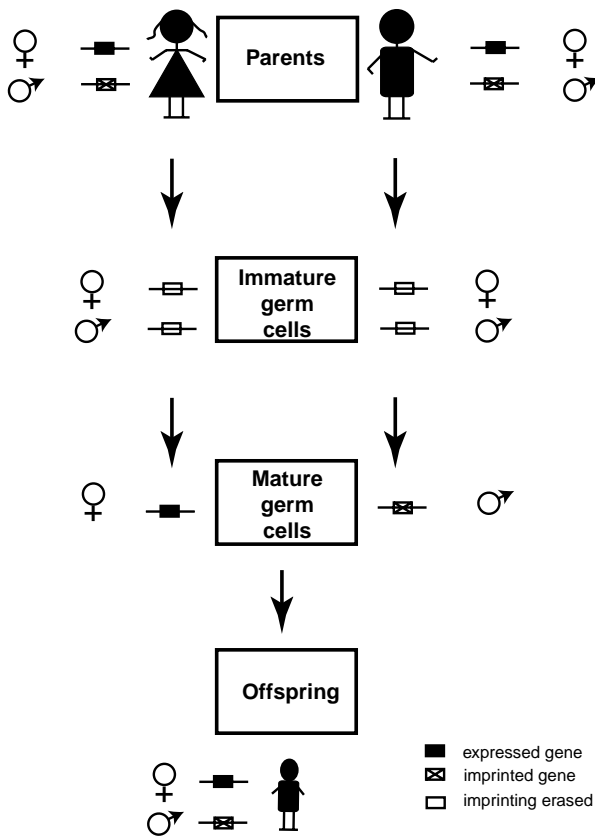 Parents
Immature
germ
cells
Mature
germ
cells
Offspring
expressed gene
imprinted gene
imprinting erased